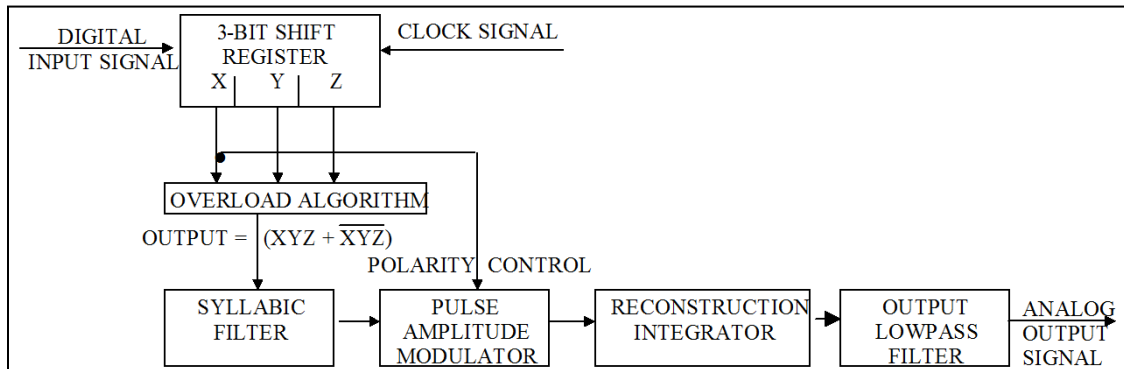 DIGITAL
INPUT SIGNAL
3-BIT SHIFT
REGISTER
X Y Z
CLOCK SIGNAL
OVERLOAD ALGORITHM
OUTPUT = (XYZ + X̅Y̅Z̅)
POLARITY CONTROL
SYLLABIC
FILTER
PULSE
AMPLITUDE
MODULATOR
RECONSTRUCTION
INTEGRATOR
OUTPUT
LOWPASS
FILTER
ANALOG
OUTPUT
SIGNAL